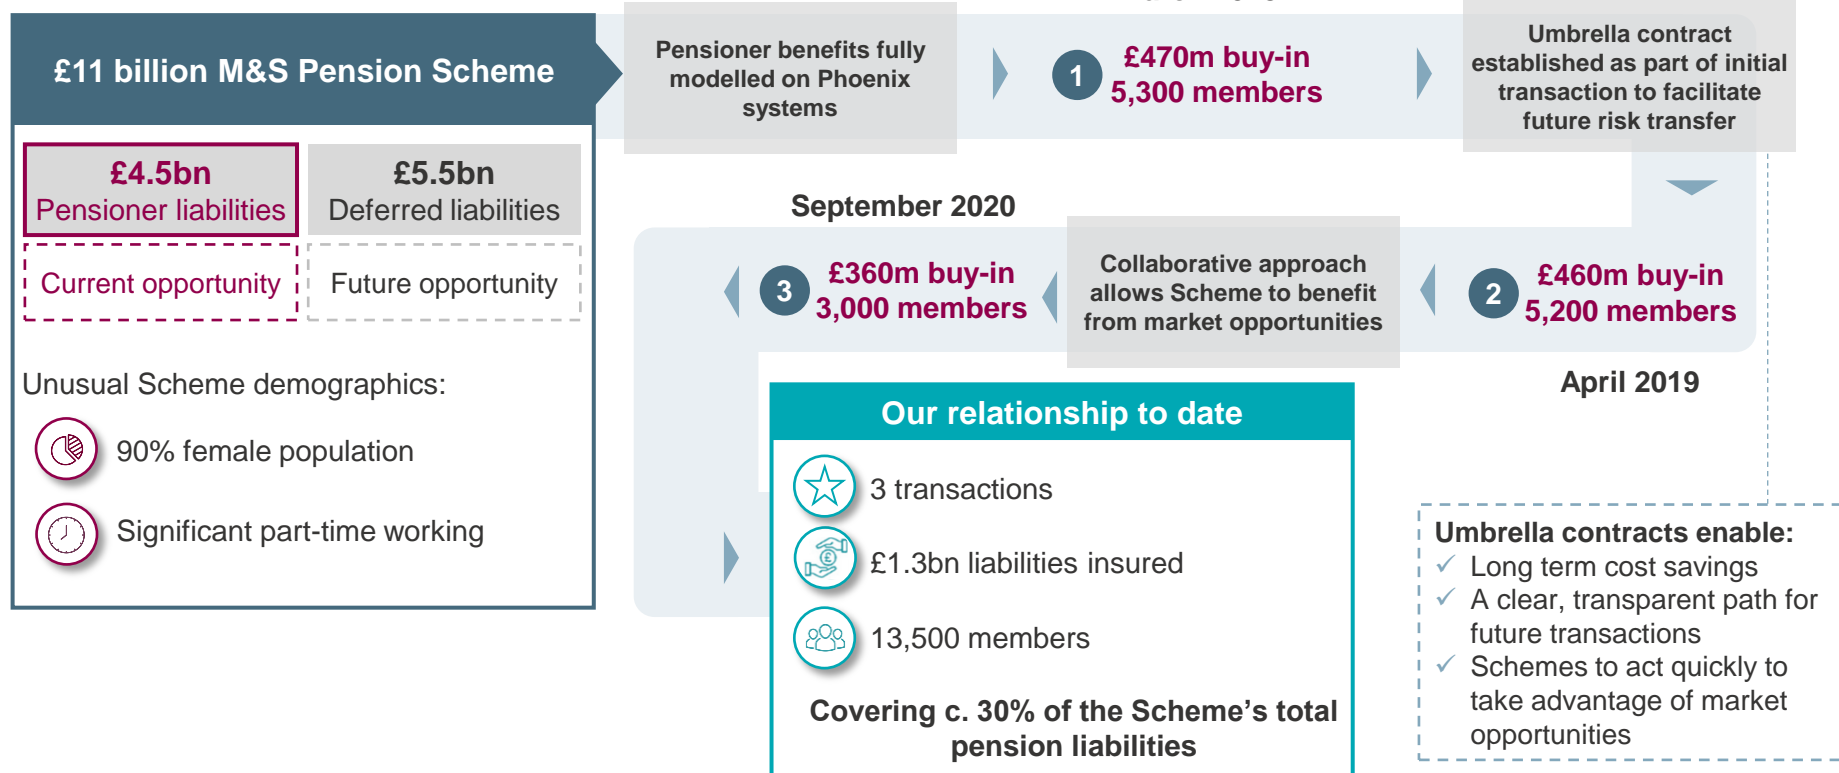 £11 billion M&S Pension Scheme
£4.5bn
Pensioner liabilities
£5.5bn
Deferred liabilities
Current opportunity
Future opportunity
Unusual Scheme demographics:
90% female population
Significant part-time working
Pensioner benefits fully
modelled on Phoenix
systems
1
£470m buy-in
5,300 members
Umbrella contract
established as part of initial
transaction to facilitate
future risk transfer
2
£460m buy-in
5,200 members
April 2019
Collaborative approach
allows Scheme to benefit
from market opportunities
September 2020
3
£360m buy-in
3,000 members
Our relationship to date
3 transactions
£
£1.3bn liabilities insured
13,500 members
Covering c. 30% of the Scheme's total
pension liabilities
Umbrella contracts enable:
✓ Long term cost savings
✓ A clear, transparent path for
future transactions
✓ Schemes to act quickly to
take advantage of market
opportunities